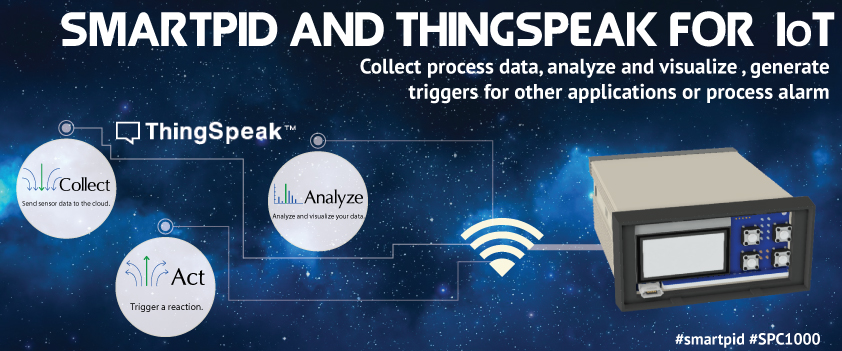 SMARTPID AND THINGSPEAK FOR IoT
Collect process data, analyze and visualize , generate
triggers for other applications or process alarm
ThingSpeak™
Collect
Send sensor data to the cloud.
Analyze
Analyze and visualize your data.
Act
Trigger a reaction.
#smartpid #SPC1000